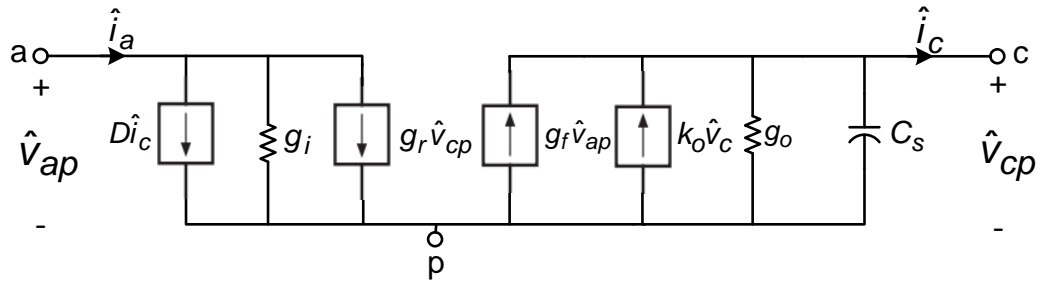 a
î_a
+
v̂_ap
-
Dî_c
g_i
g_r v̂_cp
g_f v̂_ap
k_o v̂_c
g_o
C_s
î_c
c
+
v̂_cp
-
p